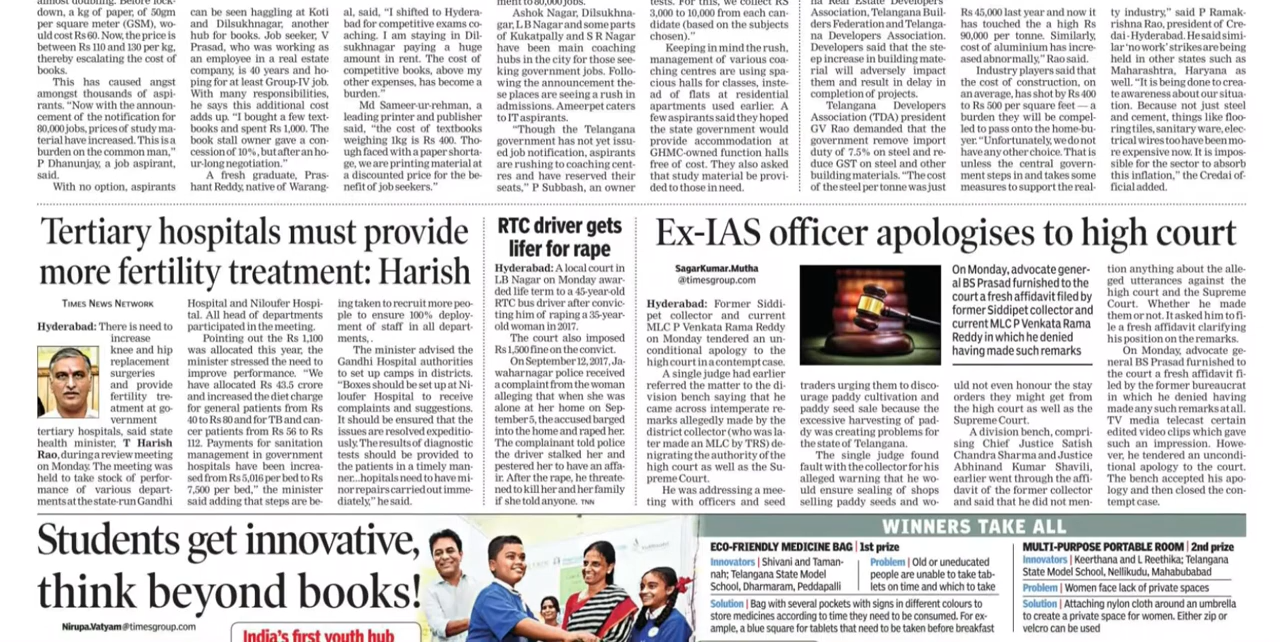 almost doubling. Before lock-
down, a kg of paper, of 50gm
per square meter (GSM), wo-
uld cost Rs 60. Now, the price is
between Rs 110 and 130 per kg,
thereby escalating the cost of
books.
This has caused angst
amongst thousands of aspi-
rants. “Now with the announ-
cement of the notification for
80,000 jobs, prices of study ma-
terial have increased. This is a
burden on the common man,”
P Dhanunjay, a job aspirant,
said.
With no option, aspirants
can be seen haggling at Koti
and Dilsukhnagar, another
hub for books. Job seeker, V
Prasad, who was working as
an employee in a real estate
company, is 40 years and ho-
ping for at least Group-IV job.
With many responsibilities,
he says this additional cost
adds up. “I bought a few text-
books and spent Rs 1,000. The
book stall owner gave a con-
cession of 10%, but after an ho-
ur-long negotiation.”
A fresh graduate, Pras-
hant Reddy, native of Warang-
al, said, “I shifted to Hydera-
bad for competitive exams co-
aching. I am staying in Dil-
sukhnagar paying a huge
amount in rent. The cost of
competitive books, above my
other expenses, has become a
burden.”
Md Sameer-ur-rehman, a
leading printer and publisher
said, “the cost of textbooks
weighing 1kg is Rs 400. Tho-
ugh faced with a paper shorta-
ge, we are printing material at
a discounted price for the be-
nefit of job seekers.”
ment to 80,000 jobs.
Ashok Nagar, Dilsukhna-
gar, LB Nagar and some parts
of Kukatpally and S R Nagar
have been main coaching
hubs in the city for those see-
king government jobs. Follo-
wing the announcement the-
se places are seeing a rush in
admissions. Ameerpet caters
to IT aspirants.
“Though the Telangana
government has not yet issu-
ed job notification, aspirants
are rushing to coaching cent-
res and have reserved their
seats,” P Subbash, an owner
tests. For this, we collect RS
3,000 to 10,000 from each can-
didate (based on the subjects
chosen).”
Keeping in mind the rush,
management of various coa-
ching centres are using spa-
cious halls for classes, inste-
ad of flats at residential
apartments used earlier. A
few aspirants said they hoped
the state government would
provide accommodation at
GHMC-owned function halls
free of cost. They also asked
that study material be provi-
ded to those in need.
na Real Estate Developers
Association, Telangana Buil-
ders Federation and Telanga-
na Developers Association.
Developers said that the ste-
ep increase in building mate-
rial will adversely impact
them and result in delay in
completion of projects.
Telangana Developers
Association (TDA) president
GV Rao demanded that the
government remove import
duty of 7.5% on steel and re-
duce GST on steel and other
building materials. “The cost
of the steel per tonne was just
Rs 45,000 last year and now it
has touched the a high Rs
90,000 per tonne. Similarly,
cost of aluminium has incre-
ased abnormally,” Rao said.
Industry players said that
the cost of construction, on
an average, has shot by Rs 400
to Rs 500 per square feet — a
burden they will be compel-
led to pass onto the home-bu-
yer. “Unfortunately, we do not
have any other choice. That is
unless the central govern-
ment steps in and takes some
measures to support the real-
ty industry,” said P Ramak-
rishna Rao, president of Cre-
dai-Hyderabad. He said simi-
lar ‘no work’ strikes are being
held in other states such as
Maharashtra, Haryana as
well. “It is being done to crea-
te awareness about our situa-
tion. Because not just steel
and cement, things like floo-
ring tiles, sanitary ware, elec-
trical wires too have been mo-
re expensive now. It is impos-
sible for the sector to absorb
this inflation,” the Credai of-
ficial added.
Tertiary hospitals must provide
more fertility treatment: Harish
TIMES NEWS NETWORK
Hyderabad: There is need to
increase
knee and hip
replacement
surgeries
and provide
fertility tre-
atment at go-
vernment
tertiary hospitals, said state
health minister, T Harish
Rao, during a review meeting
on Monday. The meeting was
held to take stock of perfor-
mance of various depart-
ments at the state-run Gandhi
Hospital and Niloufer Hospi-
tal. All head of departments
participated in the meeting.
Pointing out the Rs 1,100
was allocated this year, the
minister stressed the need to
improve performance. “We
have allocated Rs 43.5 crore
and increased the diet charge
for general patients from Rs
40 to Rs 80 and for TB and can-
cer patients from Rs 56 to Rs
112. Payments for sanitation
management in government
hospitals have been increa-
sed from Rs 5,016 per bed to Rs
7,500 per bed,” the minister
said adding that steps are be-
ing taken to recruit more peo-
ple to ensure 100% deploy-
ment of staff in all depart-
ments,.
The minister advised the
Gandhi Hospital authorities
to set up camps in districts.
“Boxes should be set up at Ni-
loufer Hospital to receive
complaints and suggestions.
It should be ensured that the
issues are resolved expeditio-
usly. The results of diagnostic
tests should be provided to
the patients in a timely man-
ner...hopitals need to have mi-
nor repairs carried out imme-
diately,” he said.
RTC driver gets
lifer for rape
Hyderabad: A local court in
LB Nagar on Monday awar-
ded life term to a 45-year-old
RTC bus driver after convic-
ting him of raping a 35-year-
old woman in 2017.
The court also imposed
Rs 1,500 fine on the convict.
On September 12, 2017, Ja-
waharnagar police received
a complaint from the woman
alleging that when she was
alone at her home on Sep-
tember 5, the accused barged
into the home and raped her.
The complainant told police
the driver stalked her and
pestered her to have an affa-
ir. After the rape, he threate-
ned to kill her and her family
if she told anyone. TNN
Ex-IAS officer apologises to high court
SagarKumar.Mutha
@timesgroup.com
Hyderabad: Former Siddi-
pet collector and current
MLC P Venkata Rama Reddy
on Monday tendered an un-
conditional apology to the
high court in a contempt case.
A single judge had earlier
referred the matter to the di-
vision bench saying that he
came across intemperate re-
marks allegedly made by the
district collector (who was la-
ter made an MLC by TRS) de-
nigrating the authority of the
high court as well as the Su-
preme Court.
He was addressing a mee-
ting with officers and seed
On Monday, advocate gener-
al BS Prasad furnished to the
court a fresh affidavit filed by
former Siddipet collector and
current MLC P Venkata Rama
Reddy in which he denied
having made such remarks
traders urging them to disco-
urage paddy cultivation and
paddy seed sale because the
excessive harvesting of pad-
dy was creating problems for
the state of Telangana.
The single judge found
fault with the collector for his
alleged warning that he wo-
uld ensure sealing of shops
selling paddy seeds and wo-
uld not even honour the stay
orders they might get from
the high court as well as the
Supreme Court.
A division bench, compri-
sing Chief Justice Satish
Chandra Sharma and Justice
Abhinand Kumar Shavili,
earlier went through the affi-
davit of the former collector
and said that he did not men-
tion anything about the alle-
ged utterances against the
high court and the Supreme
Court. Whether he made
them or not. It asked him to fi-
le a fresh affidavit clarifying
his position on the remarks.
On Monday, advocate ge-
neral BS Prasad furnished to
the court a fresh affidavit fi-
led by the former bureaucrat
in which he denied having
made any such remarks at all.
TV media telecast certain
edited video clips which gave
such an impression. Howe-
ver, he tendered an uncondi-
tional apology to the court.
The bench accepted his apo-
logy and then closed the con-
tempt case.
Students get innovative,
think beyond books!
Nirupa.Vatyam@timesgroup.com
India’s first youth hub
WINNERS TAKE ALL
ECO-FRIENDLY MEDICINE BAG | 1st prize
Innovators | Shivani and Taman-
nah; Telangana State Model
School, Dharmaram, Peddapalli
Problem | Old or uneducated
people are unable to take tab-
lets on time and which to take
Solution | Bag with several pockets with signs in different colours to
store medicines according to time they need to be consumed. For ex-
ample, a blue square for tablets that need to be taken before breakfast
MULTI-PURPOSE PORTABLE ROOM | 2nd prize
Innovators | Keerthana and L Reethika; Telangana
State Model School, Nellikudu, Mahabubabad
Problem | Women face lack of private spaces
Solution | Attaching nylon cloth around an umbrella
to create a private space for women. Either zip or
velcro can be used